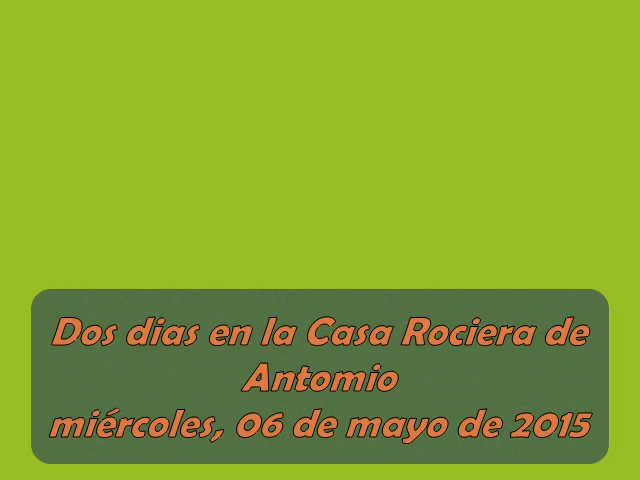 Dos dias en la Casa Rociera de
Antomio
miércoles, 06 de mayo de 2015